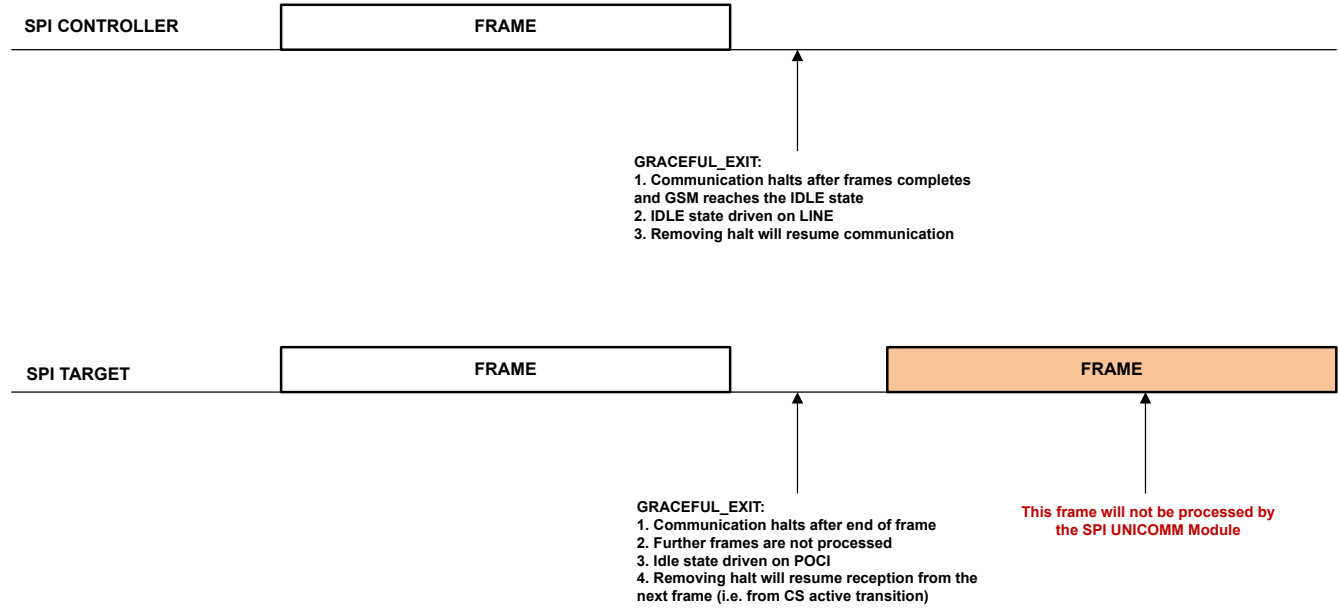 SPI CONTROLLER
FRAME
GRACEFUL_EXIT:
1. Communication halts after frames completes
and GSM reaches the IDLE state
2. IDLE state driven on LINE
3. Removing halt will resume communication
SPI TARGET
FRAME
FRAME
GRACEFUL_EXIT:
1. Communication halts after end of frame
2. Further frames are not processed
3. Idle state driven on POCI
4. Removing halt will resume reception from the
next frame (i.e. from CS active transition)
This frame will not be processed by
the SPI UNICOMM Module